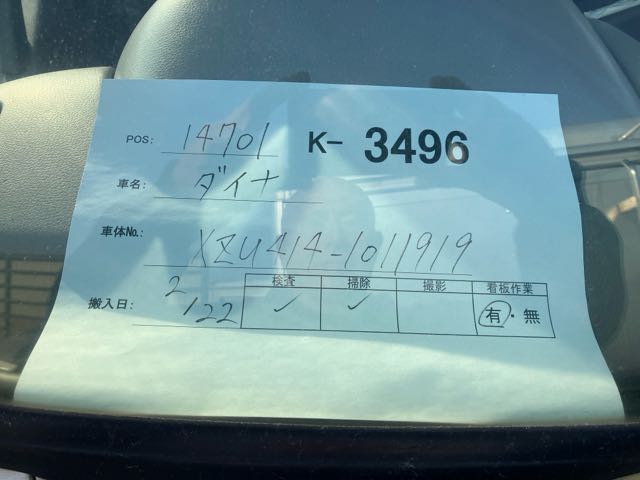 POS: 14701 K- 3496
車名: ダイナ
車体No.: XZU414-1011919
搬入日: 2/22
検査 掃除 撮影 看板作業
✓ ✓ 有・無